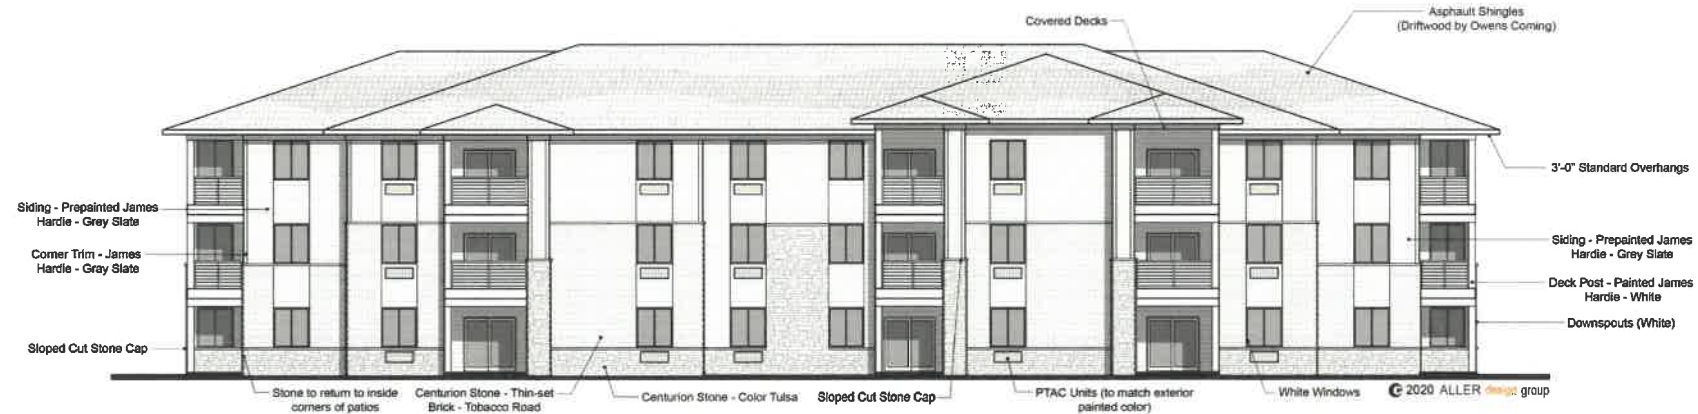 Covered Decks
Asphault Shingles
(Driftwood by Owens Corning)
3'-0" Standard Overhangs
Siding - Prepainted James
Hardie - Grey Slate
Corner Trim - James
Hardie - Gray Slate
Sloped Cut Stone Cap
Siding - Prepainted James
Hardie - Grey Slate
Deck Post - Painted James
Hardie - White
Downspouts (White)
Stone to return to inside
corners of patios
Centurion Stone - Thin-set
Brick - Tobacco Road
Centurion Stone - Color Tulsa
Sloped Cut Stone Cap
PTAC Units (to match exterior
painted color)
White Windows
© 2020 ALLER design group